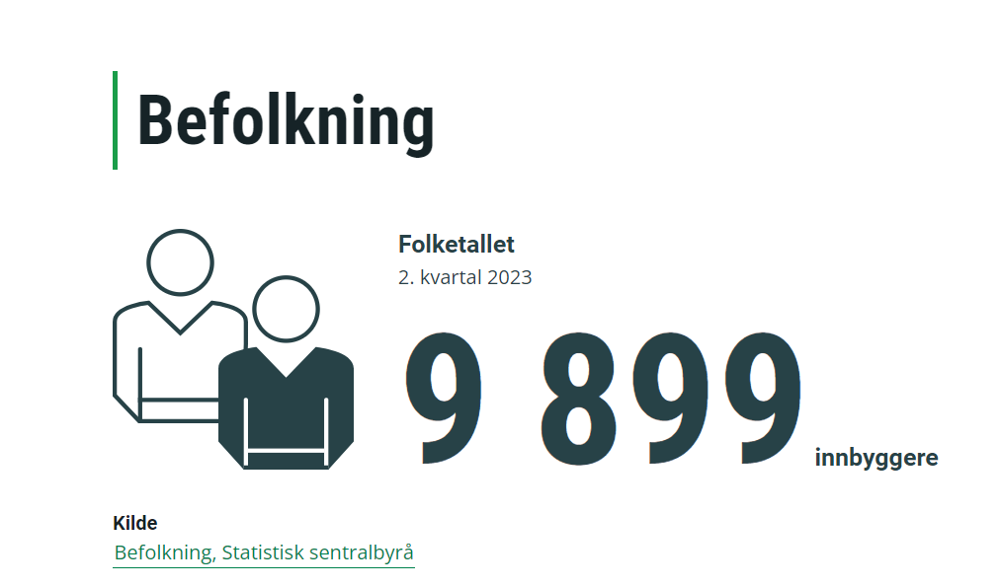 Befolkning
Folketallet
2. kvartal 2023
9 899 innbyggere
Kilde
Befolkning, Statistisk sentralbyrå